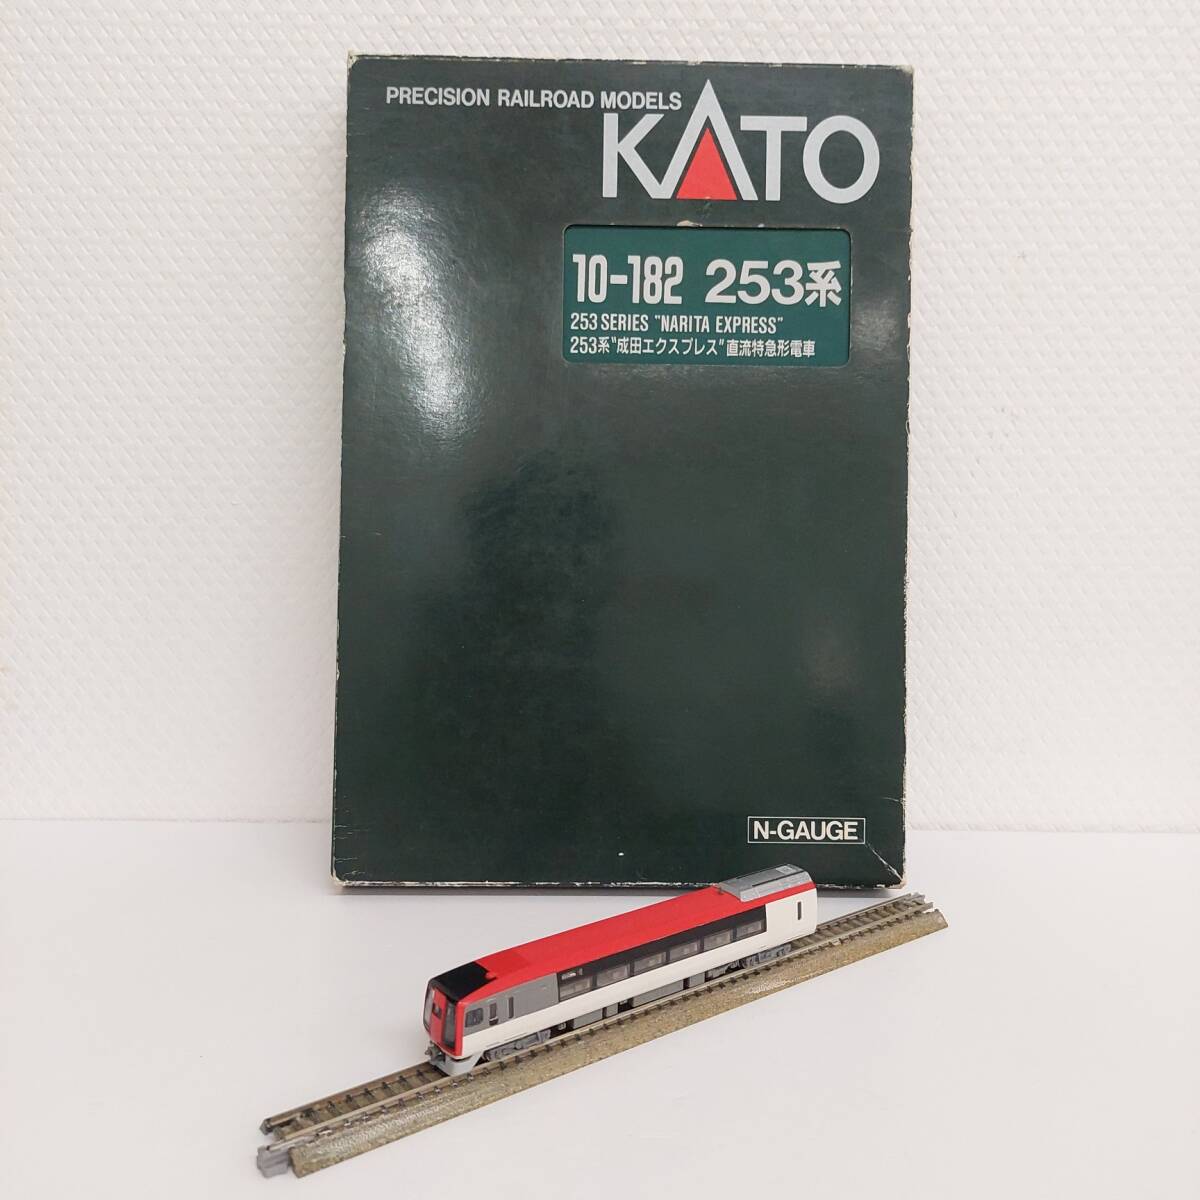 PRECISION RAILROAD MODELS
KATO
10-182 253系
253 SERIES "NARITA EXPRESS"
253系"成田エクスプレス"直流特急形電車
N-GAUGE